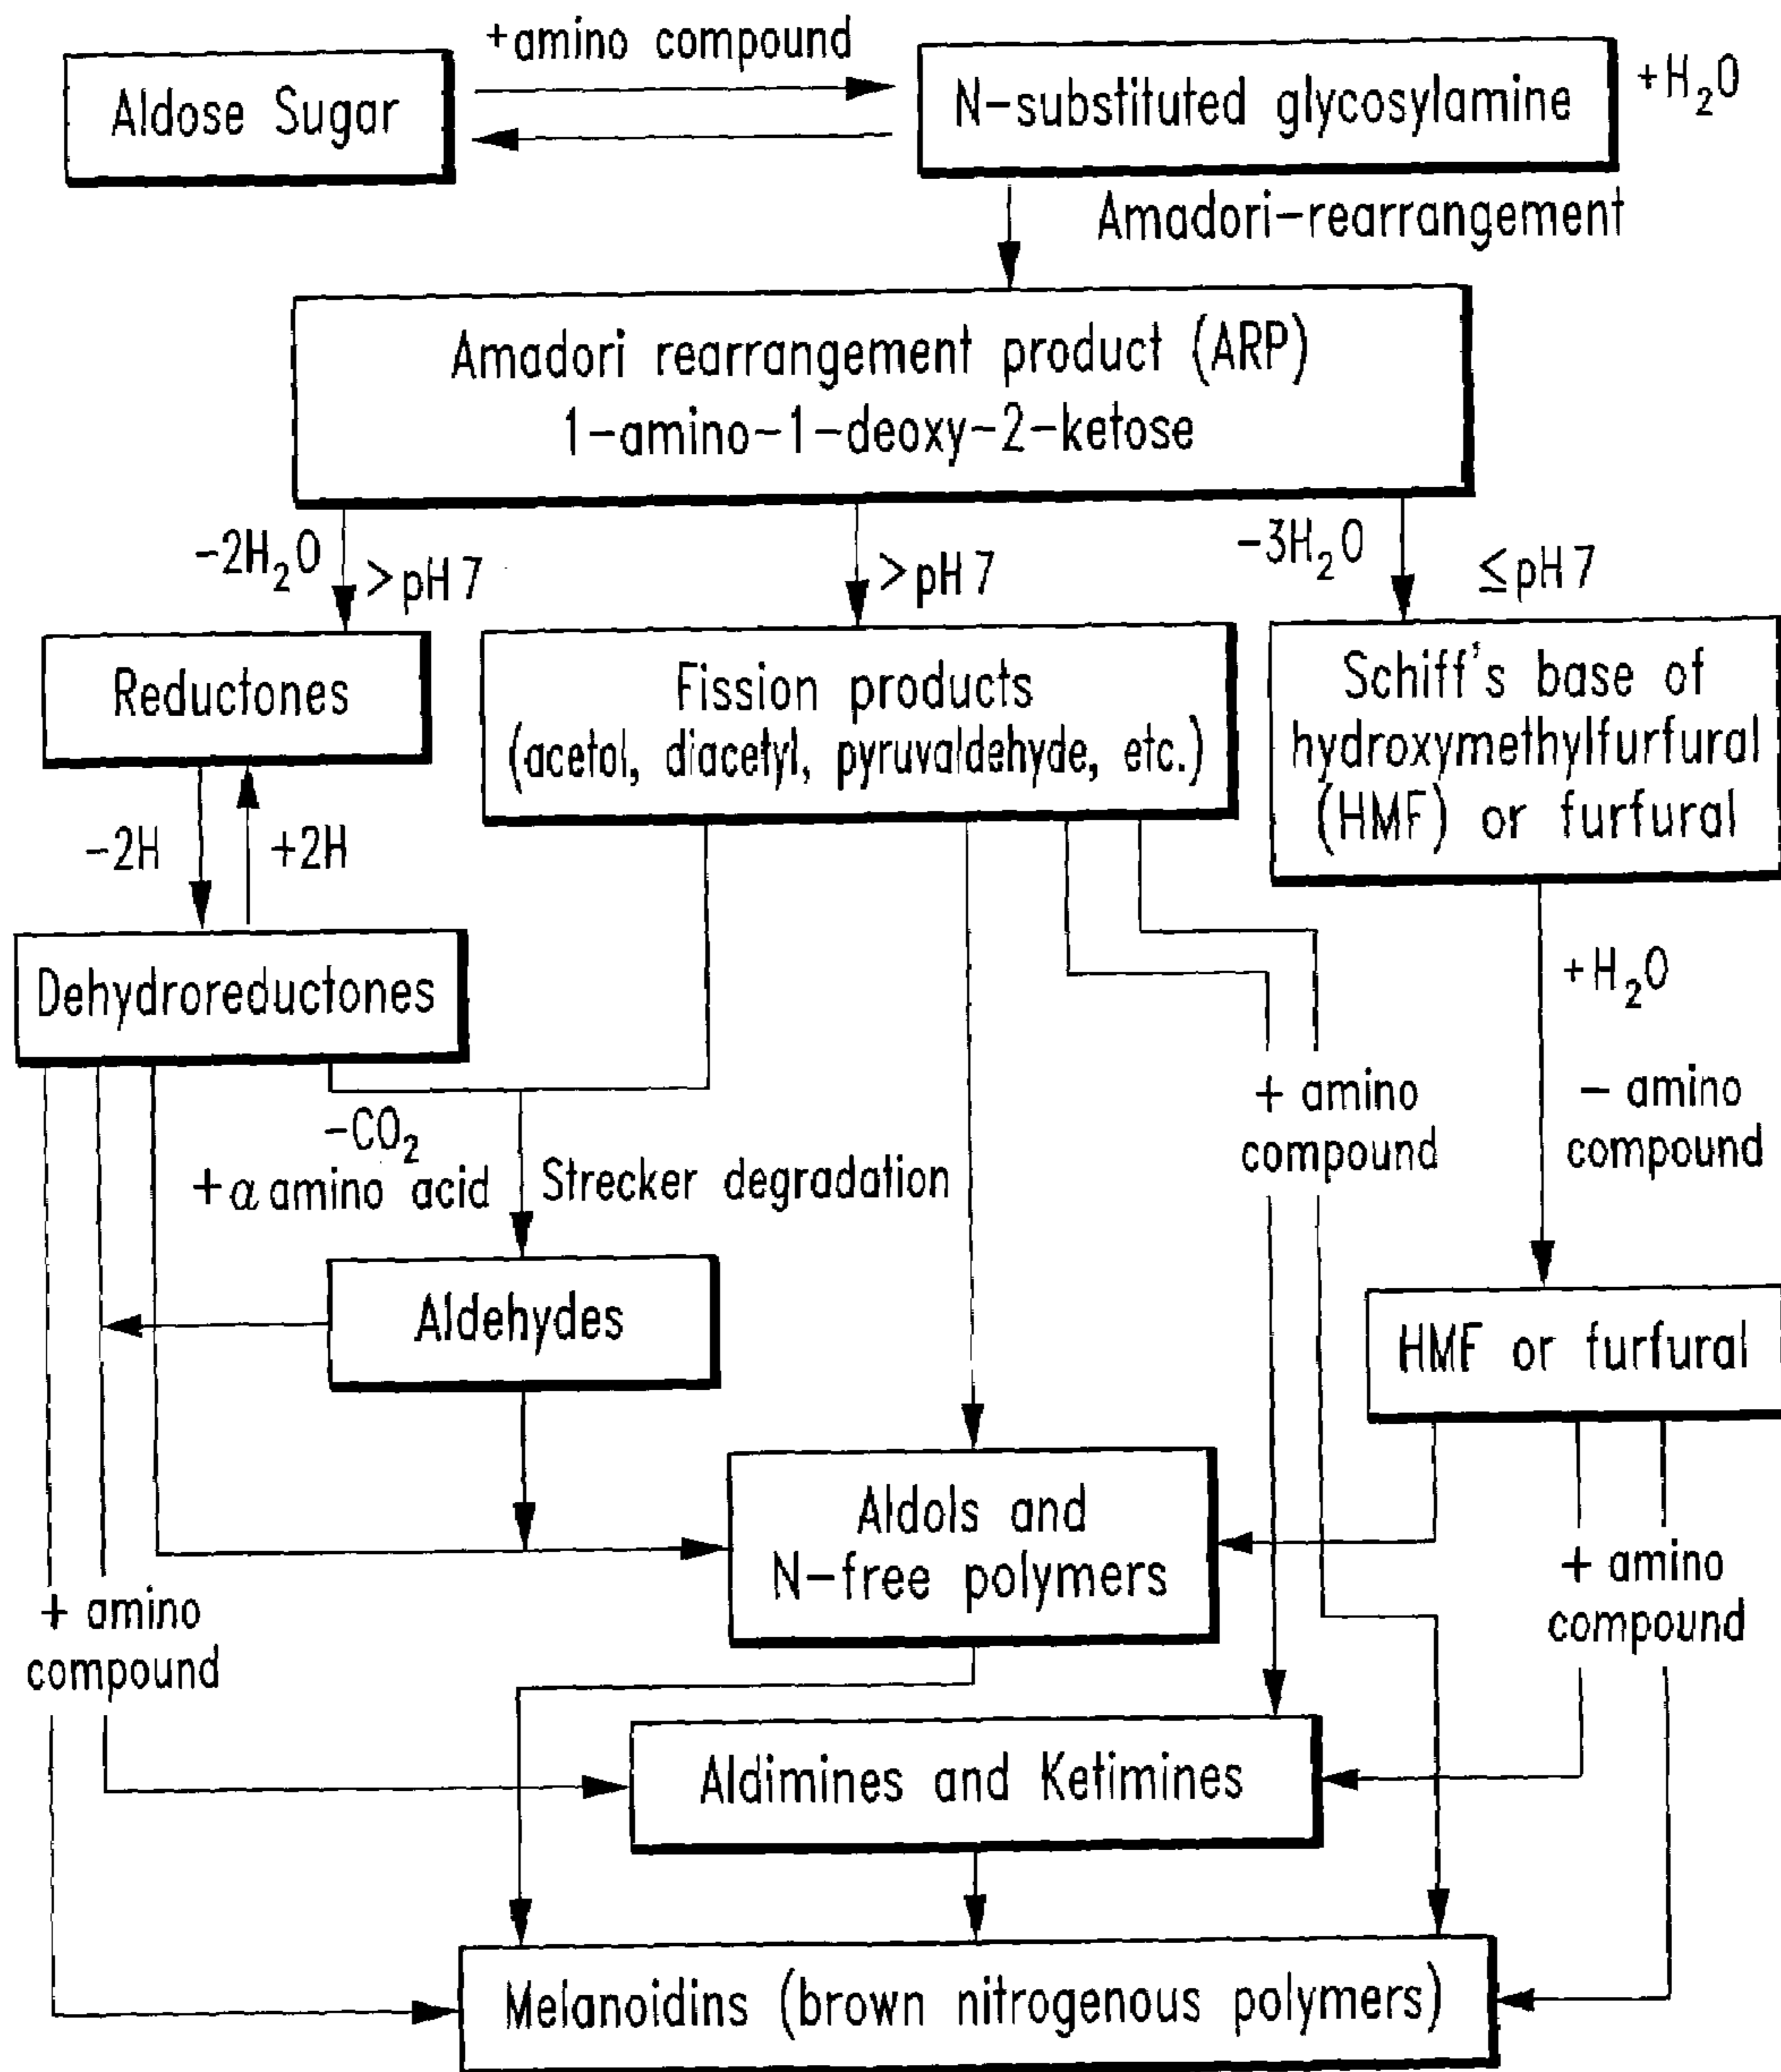 +amino compound
Aldose Sugar
N-substituted glycosylamine
+H₂O
Amadori-rearrangement
Amadori rearrangement product (ARP)
1-amino-1-deoxy-2-ketose
-2H₂O
>pH 7
>pH 7
-3H₂O
≤pH 7
Reductones
Fission products
(acetol, diacetyl, pyruvaldehyde, etc.)
Schiff's base of
hydroxymethylfurfural
(HMF) or furfural
-2H
+2H
Dehydroreductones
+H₂O
+ amino
compound
- amino
compound
-CO₂
+α amino acid
Strecker degradation
Aldehydes
HMF or furfural
Aldols and
N-free polymers
+ amino
compound
+ amino
compound
Aldimines and Ketimines
Melanoidins (brown nitrogenous polymers)